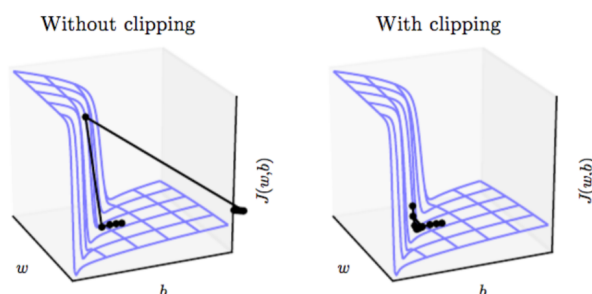 Without clipping
With clipping
J(w,b)
J(w,b)
w
w
b
b